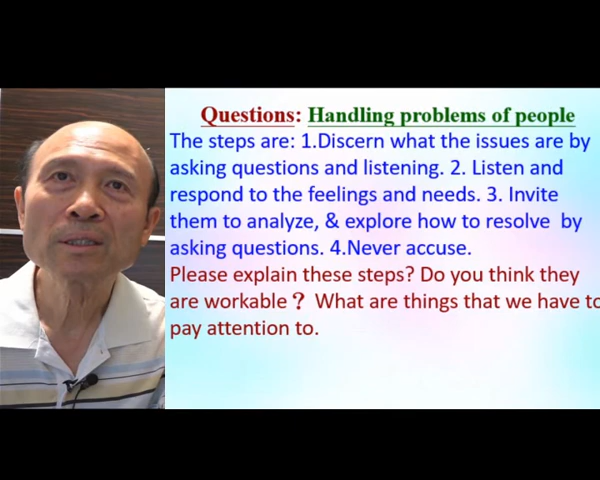 Questions: Handling problems of people
The steps are: 1.Discern what the issues are by
asking questions and listening. 2. Listen and
respond to the feelings and needs. 3. Invite
them to analyze, & explore how to resolve by
asking questions. 4.Never accuse.
Please explain these steps? Do you think they
are workable？ What are things that we have to
pay attention to.